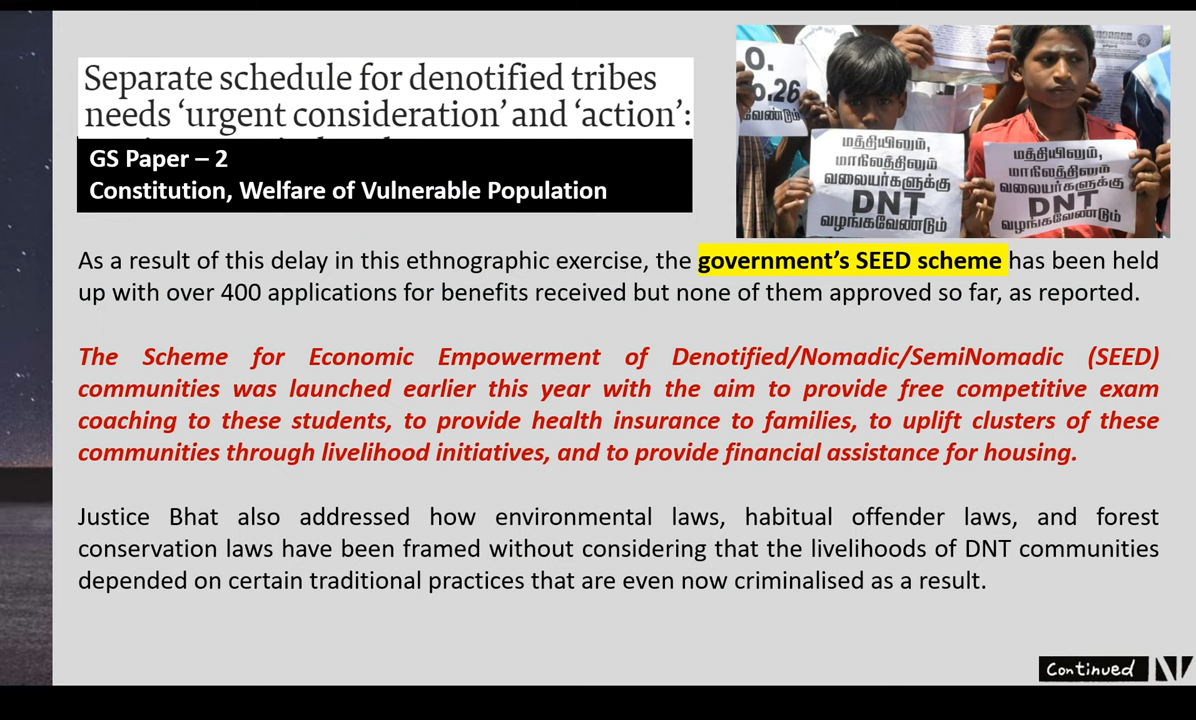 Separate schedule for denotified tribes
needs ‘urgent consideration’ and ‘action’:
GS Paper – 2
Constitution, Welfare of Vulnerable Population
O.
o.26
வேண்டும்
மத்தியிலும்,
மாநிலத்திலும்
வலையர்களுக்கு
DNT
வழங்கவேண்டும்
மத்தியிலும்,
மாநிலத்திலும்
வலையர்களுக்கு
DNT
வழங்கவேண்டும்
As a result of this delay in this ethnographic exercise, the government’s SEED scheme has been held
up with over 400 applications for benefits received but none of them approved so far, as reported.
The Scheme for Economic Empowerment of Denotified/Nomadic/SemiNomadic (SEED)
communities was launched earlier this year with the aim to provide free competitive exam
coaching to these students, to provide health insurance to families, to uplift clusters of these
communities through livelihood initiatives, and to provide financial assistance for housing.
Justice Bhat also addressed how environmental laws, habitual offender laws, and forest
conservation laws have been framed without considering that the livelihoods of DNT communities
depended on certain traditional practices that are even now criminalised as a result.
Continued